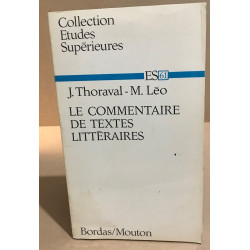 Collection
Etudes
Supérieures
ES 61
J. Thoraval - M. Léo
LE COMMENTAIRE
DE TEXTES
LITTÉRAIRES
Bordas/Mouton